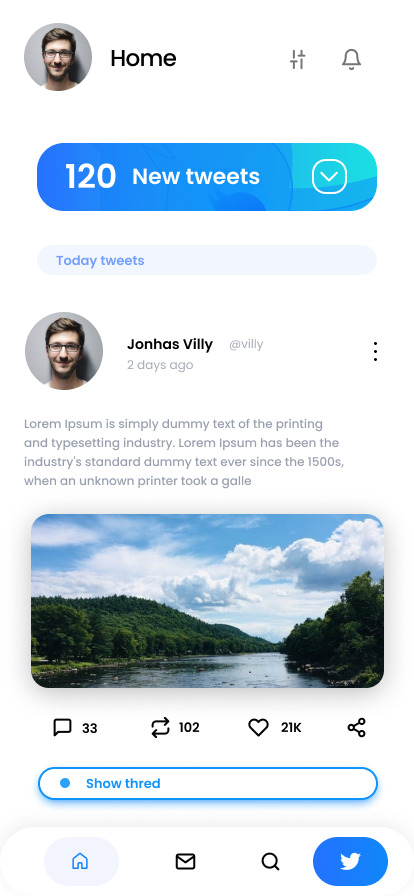 Home
120 New tweets
Today tweets
Jonhas Villy @villy
2 days ago
Lorem Ipsum is simply dummy text of the printing
and typesetting industry. Lorem Ipsum has been the
industry's standard dummy text ever since the 1500s,
when an unknown printer took a galle
33 102 21K
Show thred